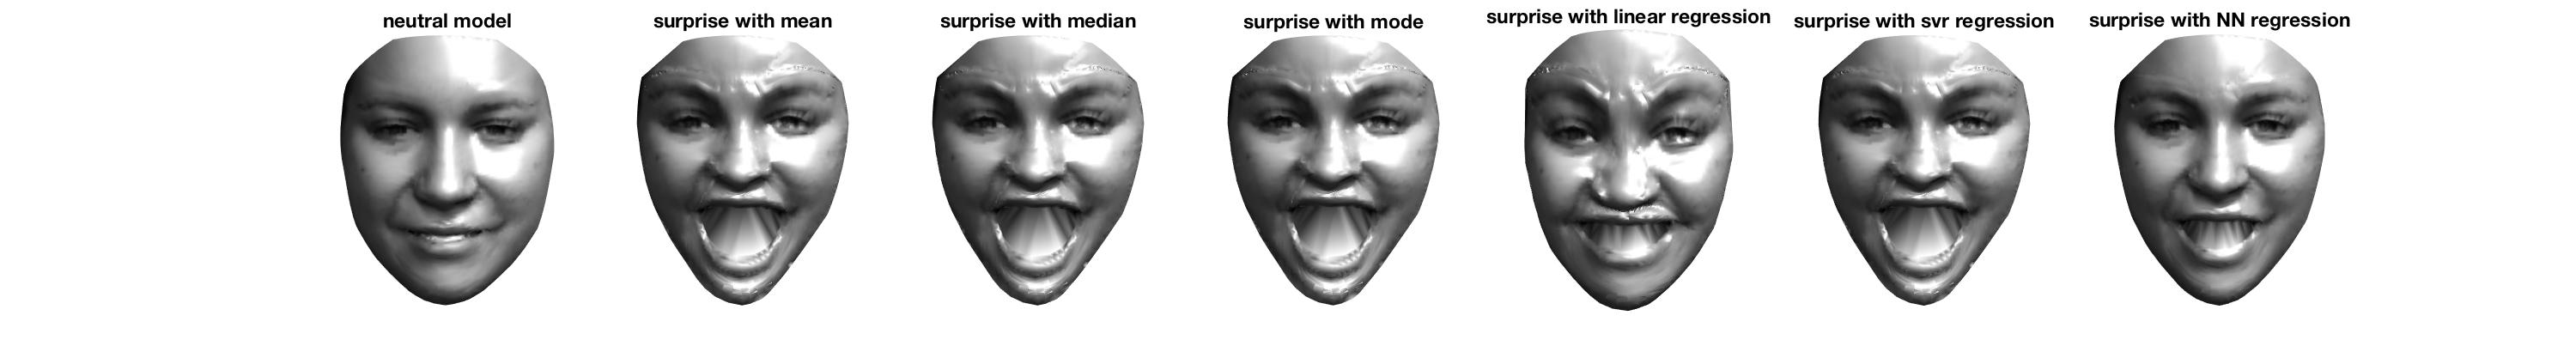 neutral model
surprise with mean
surprise with median
surprise with mode
surprise with linear regression
surprise with svr regression
surprise with NN regression